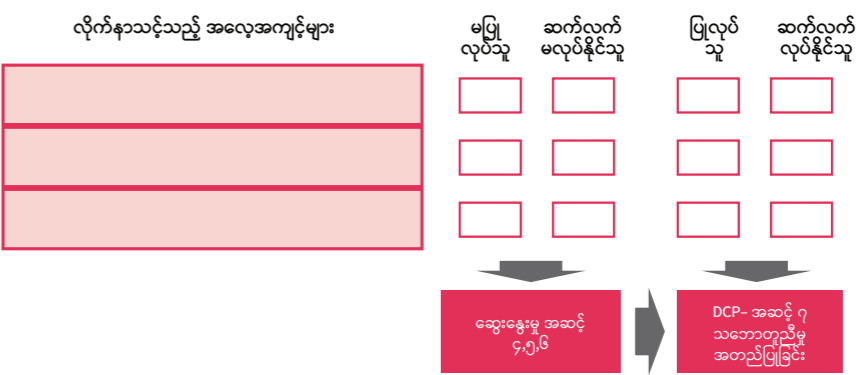 လိုက်နာသင့်သည့် အလေ့အကျင့်များ
မပြု
လုပ်သူ
ဆက်လက်
မလုပ်နိုင်သူ
ပြုလုပ်
သူ
ဆက်လက်
လုပ်နိုင်သူ
ဆွေးနွေးမှု အဆင့်
၄,၅,၆
DCP– အဆင့် ၇
သဘောတူညီမှု
အတည်ပြုခြင်း